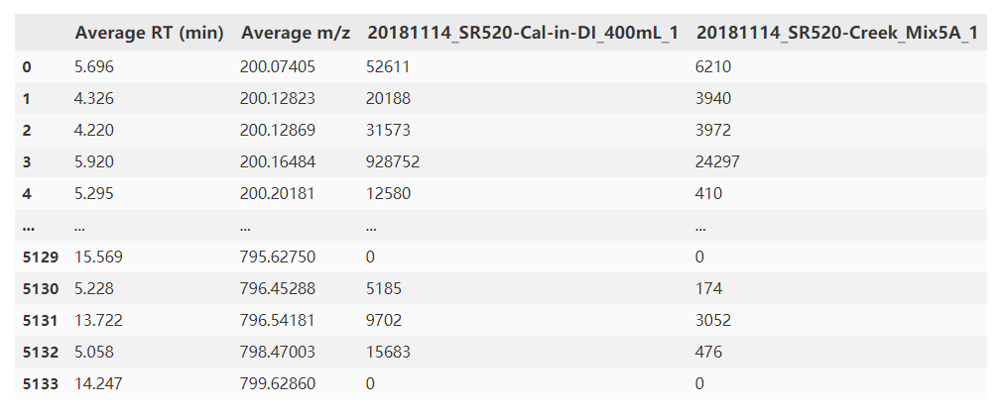 Average RT (min) Average m/z 20181114_SR520-Cal-in-DI_400mL_1 20181114_SR520-Creek_Mix5A_1
0 5.696 200.07405 52611 6210
1 4.326 200.12823 20188 3940
2 4.220 200.12869 31573 3972
3 5.920 200.16484 928752 24297
4 5.295 200.20181 12580 410
... ... ... ... ...
5129 15.569 795.62750 0 0
5130 5.228 796.45288 5185 174
5131 13.722 796.54181 9702 3052
5132 5.058 798.47003 15683 476
5133 14.247 799.62860 0 0